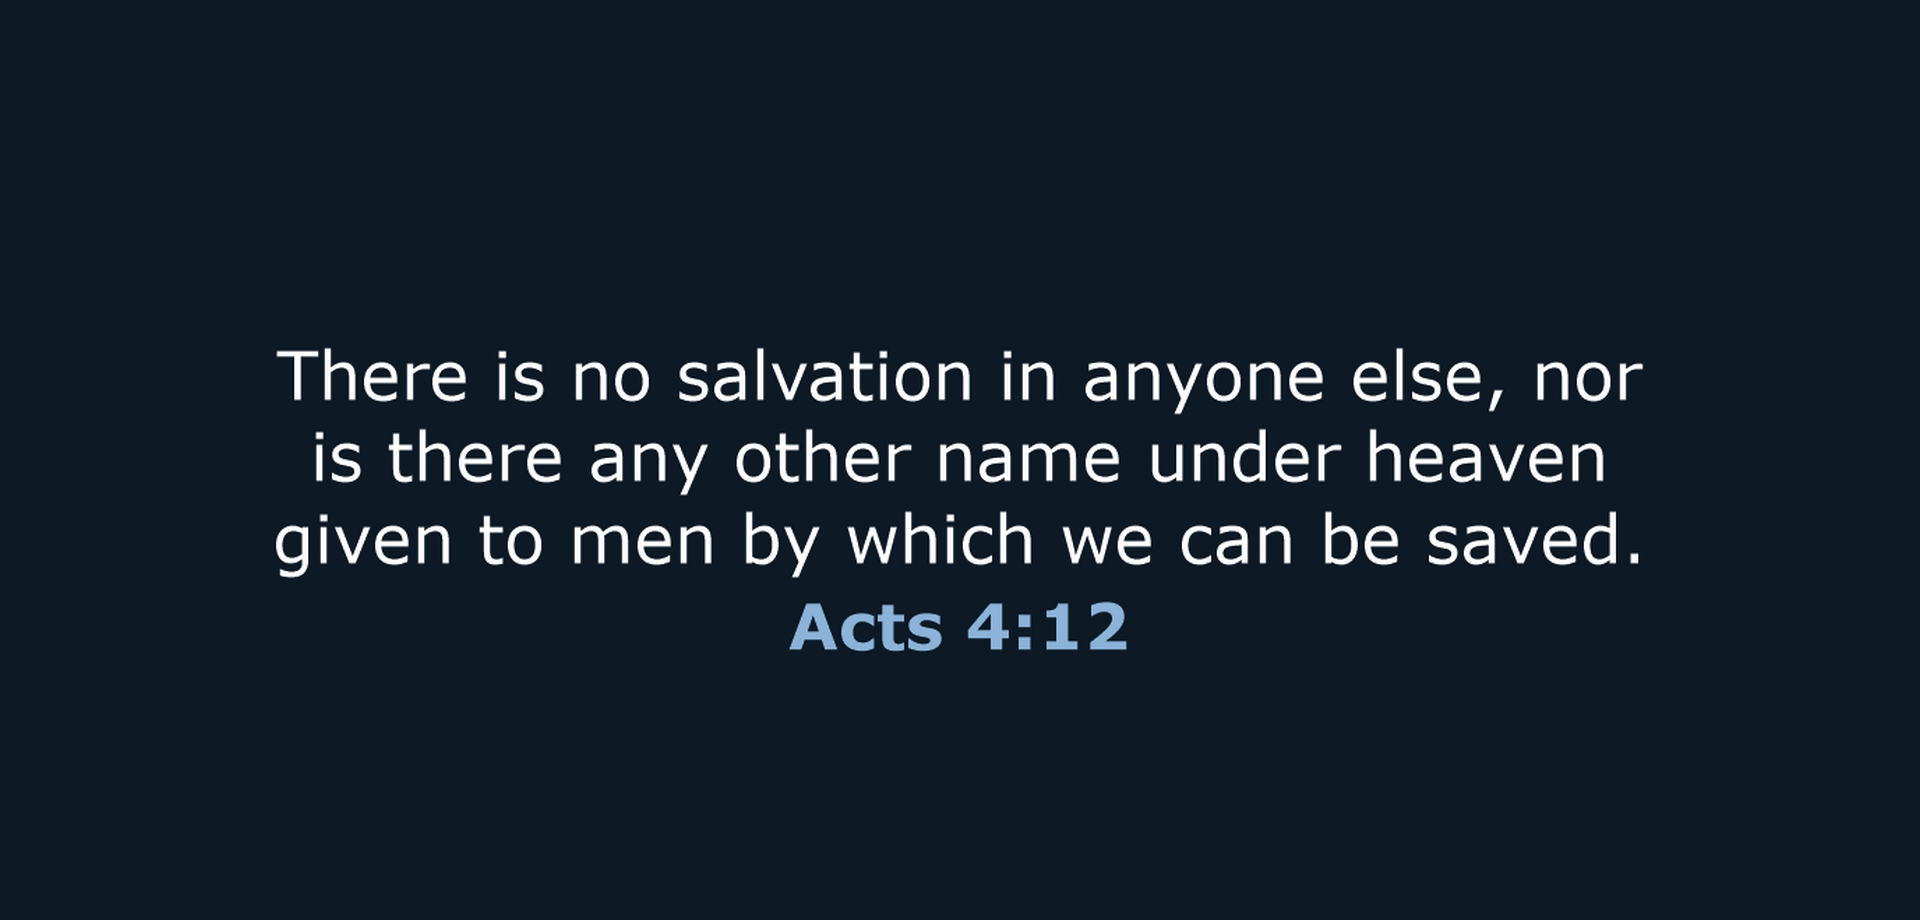 There is no salvation in anyone else, nor
is there any other name under heaven
given to men by which we can be saved.
Acts 4:12